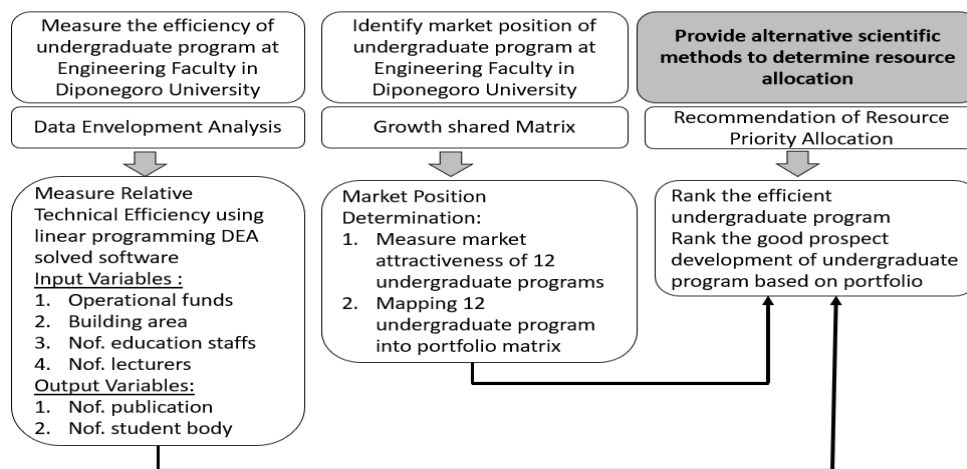 Measure the efficiency of
undergraduate program at
Engineering Faculty in
Diponegoro University
Data Envelopment Analysis
Measure Relative
Technical Efficiency using
linear programming DEA
solved software
Input Variables :
1. Operational funds
2. Building area
3. Nof. education staffs
4. Nof. lecturers
Output Variables:
1. Nof. publication
2. Nof. student body
Identify market position of
undergraduate program at
Engineering Faculty in
Diponegoro University
Growth shared Matrix
Market Position
Determination:
1. Measure market
attractiveness of 12
undergraduate programs
2. Mapping 12
undergraduate program
into portfolio matrix
Provide alternative scientific
methods to determine resource
allocation
Recommendation of Resource
Priority Allocation
Rank the efficient
undergraduate program
Rank the good prospect
development of undergraduate
program based on portfolio